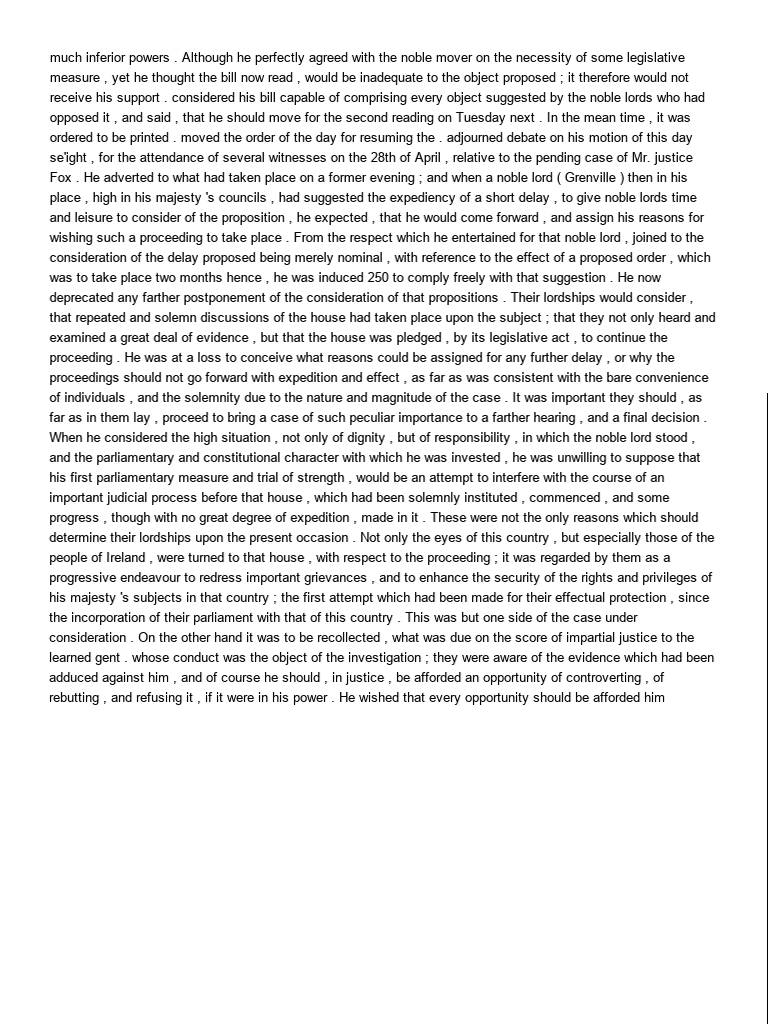 much inferior powers . Although he perfectly agreed with the noble mover on the necessity of some legislative
measure , yet he thought the bill now read , would be inadequate to the object proposed ; it therefore would not
receive his support . considered his bill capable of comprising every object suggested by the noble lords who had
opposed it , and said , that he should move for the second reading on Tuesday next . In the mean time , it was
ordered to be printed . moved the order of the day for resuming the . adjourned debate on his motion of this day
se'ight , for the attendance of several witnesses on the 28th of April , relative to the pending case of Mr. justice
Fox . He adverted to what had taken place on a former evening ; and when a noble lord ( Grenville ) then in his
place , high in his majesty 's councils , had suggested the expediency of a short delay , to give noble lords time
and leisure to consider of the proposition , he expected , that he would come forward , and assign his reasons for
wishing such a proceeding to take place . From the respect which he entertained for that noble lord , joined to the
consideration of the delay proposed being merely nominal , with reference to the effect of a proposed order , which
was to take place two months hence , he was induced 250 to comply freely with that suggestion . He now
deprecated any farther postponement of the consideration of that propositions . Their lordships would consider ,
that repeated and solemn discussions of the house had taken place upon the subject ; that they not only heard and
examined a great deal of evidence , but that the house was pledged , by its legislative act , to continue the
proceeding . He was at a loss to conceive what reasons could be assigned for any further delay , or why the
proceedings should not go forward with expedition and effect , as far as was consistent with the bare convenience
of individuals , and the solemnity due to the nature and magnitude of the case . It was important they should , as
far as in them lay , proceed to bring a case of such peculiar importance to a farther hearing , and a final decision .
When he considered the high situation , not only of dignity , but of responsibility , in which the noble lord stood ,
and the parliamentary and constitutional character with which he was invested , he was unwilling to suppose that
his first parliamentary measure and trial of strength , would be an attempt to interfere with the course of an
important judicial process before that house , which had been solemnly instituted , commenced , and some
progress , though with no great degree of expedition , made in it . These were not the only reasons which should
determine their lordships upon the present occasion . Not only the eyes of this country , but especially those of the
people of Ireland , were turned to that house , with respect to the proceeding ; it was regarded by them as a
progressive endeavour to redress important grievances , and to enhance the security of the rights and privileges of
his majesty 's subjects in that country ; the first attempt which had been made for their effectual protection , since
the incorporation of their parliament with that of this country . This was but one side of the case under
consideration . On the other hand it was to be recollected , what was due on the score of impartial justice to the
learned gent . whose conduct was the object of the investigation ; they were aware of the evidence which had been
adduced against him , and of course he should , in justice , be afforded an opportunity of controverting , of
rebutting , and refusing it , if it were in his power . He wished that every opportunity should be afforded him